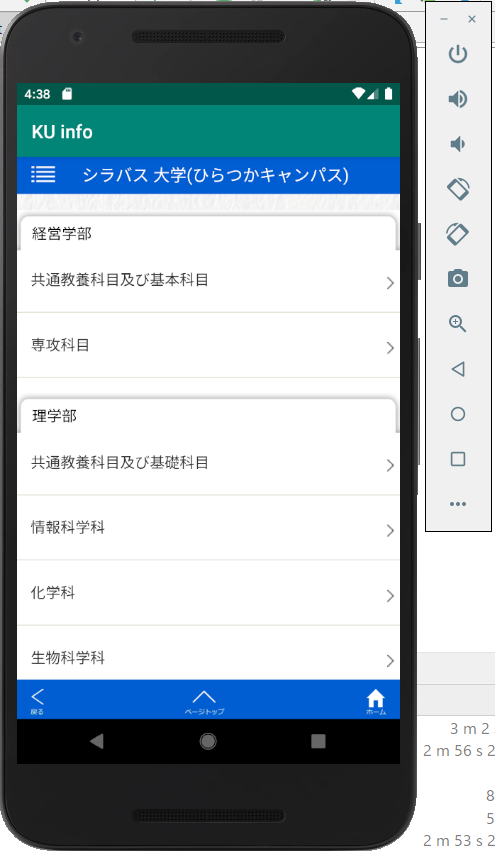 4:38
KU info
シラバス 大学(ひらつかキャンパス)
経営学部
共通教養科目及び基本科目
専攻科目
理学部
共通教養科目及び基礎科目
情報科学科
化学科
生物科学科
戻る
ページトップ
ホーム
3 m 2
2 m 56 s 2
8
5
2 m 53 s 2